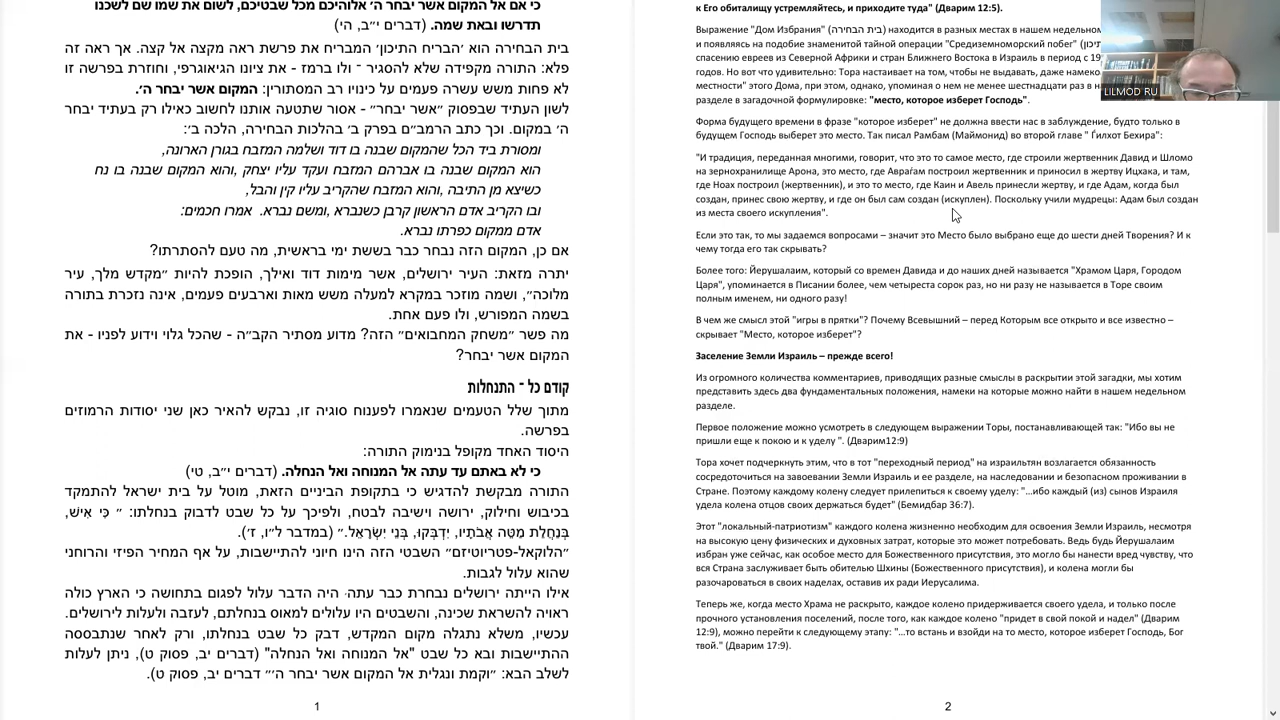 כי אם אל המקום אשר יבחר ה׳ אלוהיכם מכל שבטיכם, לשום את שמו שם לשכנו
תדרשו ובאת שמה. (דברים י״ב, הי)
בית הבחירה הוא ׳הבריח התיכון׳ המבריח את פרשת ראה מקצה אל קצה. אך ראה זה
פלא: התורה מקפידה שלא להסגיר ־ ולו ברמז - את ציונו הגיאוגרפי, וחוזרת בפרשה זו
לא פחות משש עשרה פעמים על כינויו רב המסתורין: המקום אשר יבחר ה׳.
לשון העתיד שבפסוק ״אשר יבחר״ - אסור שתטעה אותנו לחשוב כאילו רק בעתיד יבחר
ה׳ במקום. וכך כתב הרמב״ם בפרק ב׳ בהלכות הבחירה, הלכה ב׳:
ומסורת ביד הכל שהמקום שבנה בו דוד ושלמה המזבח בגורן הארונה,
הוא המקום שבנה בו אברהם המזבח ועקד עליו יצחק ,והוא המקום שבנה בו נח
כשיצא מן התיבה ,והוא המזבח שהקריב עליו קין והבל,
ובו הקריב אדם הראשון קרבן כשנברא ,ומשם נברא. אמרו חכמים:
אדם ממקום כפרתו נברא.
אם כן, המקום הזה נבחר כבר בששת ימי בראשית, מה טעם להסתרתו?
יתרה מזאת: העיר ירושלים, אשר מימות דוד ואילך, הופכת להיות ״מקדש מלך, עיר
מלוכה״, ושמה מוזכר במקרא למעלה משש מאות וארבעים פעמים, אינה נזכרת בתורה
בשמה המפורש, ולו פעם אחת.
מה פשר ״משחק המחבואים״ הזה? מדוע מסתיר הקב״ה - שהכל גלוי וידוע לפניו - את
המקום אשר יבחר?
קודם כל ־ התנחלות
מתוך שלל הטעמים שנאמרו לפענוח סוגיה זו, נבקש להאיר כאן שני יסודות הרמוזים
בפרשה.
היסוד האחד מקופל בנימוק התורה:
כי לא באתם עד עתה אל המנוחה ואל הנחלה. (דברים י״ב, טי)
התורה מבקשת להדגיש כי בתקופת הביניים הזאת, מוטל על בית ישראל להתמקד
בכיבוש וחילוק, ירושה וישיבה לבטח, ולפיכך על כל שבט לדבוק בנחלתו: ״ כִּי אִישׁ,
בְּנַחֲלַת מַטֵּה אֲבֹתָיו, יִדְבְּקוּ, בְּנֵי יִשְׂרָאֵל.״ (במדבר ל״ו, ז׳).
״הלוקאל-פטריוטיזם״ השבטי הזה הינו חיוני להתיישבות, על אף המחיר הפיזי והרוחני
שהוא עלול לגבות.
אילו הייתה ירושלים נבחרת כבר עתה׳ היה הדבר עלול לפגום בתחושה כי הארץ כולה
ראויה להשראת שכינה, והשבטים היו עלולים למאוס בנחלתם, לעזבה ולעלות לירושלים.
עכשיו, משלא נתגלה מקום המקדש, דבק כל שבט בנחלתו, ורק לאחר שנתבססה
ההתיישבות ובא כל שבט "אל המנוחה ואל הנחלה" (דברים יב, פסוק ט), ניתן לעלות
לשלב הבא: ״וקמת ונגלית אל המקום אשר יבחר ה׳״ דברים יב, פסוק ט).
1
к Его обиталищу устремляйтесь, и приходите туда" (Дварим 12:5).
Выражение "Дом Избрания" (בית הבחירה) находится в разных местах в нашем недельном
и появляясь на подобие знаменитой тайной операции "Средиземноморский побег"
спасению евреев из Северной Африки и стран Ближнего Востока в Израиль в период с
годов. Но вот что удивительно: Тора настаивает на том, чтобы не выдавать, даже
местности" этого Дома, при этом, однако, упоминая о нем не менее шестнадцати раз в
разделе в загадочной формулировке: "место, которое изберет Господь".
Форма будущего времени в фразе "которое изберет" не должна ввести нас в заблуждение, будто только в
будущем Господь выберет это место. Так писал Рамбам (Маймонид) во второй главе " Ѓилхот Бехира":
"И традиция, переданная многими, говорит, что это то самое место, где строили жертвенник Давид и Шломо
на зернохранилище Арона, это место, где Авраѓам построил жертвенник и приносил в жертву Ицхака, и там,
где Ноах построил (жертвенник), и это то место, где Каин и Авель принесли жертву, и где Адам, когда был
создан, принес свою жертву, и где он был сам создан (искуплен). Поскольку учили мудрецы: Адам был создан
из места своего искупления".
Если это так, то мы задаемся вопросами – значит это Место было выбрано еще до шести дней Творения? И к
чему тогда его так скрывать?
Более того: Йерушалаим, который со времен Давида и до наших дней называется "Храмом Царя, Городом
Царя", упоминается в Писании более, чем четыреста сорок раз, но ни разу не называется в Торе своим
полным именем, ни одного разу!
В чем же смысл этой "игры в прятки"? Почему Всевышний – перед Которым все открыто и все известно –
скрывает "Место, которое изберет"?
Заселение Земли Израиль – прежде всего!
Из огромного количества комментариев, приводящих разные смыслы в раскрытии этой загадки, мы хотим
представить здесь два фундаментальных положения, намеки на которые можно найти в нашем недельном
разделе.
Первое положение можно усмотреть в следующем выражении Торы, постанавливающей так: "Ибо вы не
пришли еще к покою и к уделу ". (Дварим12:9)
Тора хочет подчеркнуть этим, что в тот "переходный период" на израильтян возлагается обязанность
сосредоточиться на завоевании Земли Израиль и ее разделе, на наследовании и безопасном проживании в
Стране. Поэтому каждому колену следует прилепиться к своему уделу: "...ибо каждый (из) сынов Израиля
удела колена отцов своих держаться будет" (Бемидбар 36:7).
Этот "локальный-патриотизм" каждого колена жизненно необходим для освоения Земли Израиль, несмотря
на высокую цену физических и духовных затрат, которые это может потребовать. Ведь будь Йерушалаим
избран уже сейчас, как особое место для Божественного присутствия, это могло бы нанести вред чувству, что
вся Страна заслуживает быть обителью Шхины (Божественного присутствия), и колена могли бы
разочароваться в своих наделах, оставив их ради Иерусалима.
Теперь же, когда место Храма не раскрыто, каждое колено придерживается своего удела, и только после
прочного установления поселений, после того, как каждое колено "придет в свой покой и надел" (Дварим
12:9), можно перейти к следующему этапу: "...то встань и взойди на то место, которое изберет Господь, Бог
твой." (Дварим 17:9).
2
LILMOD RU